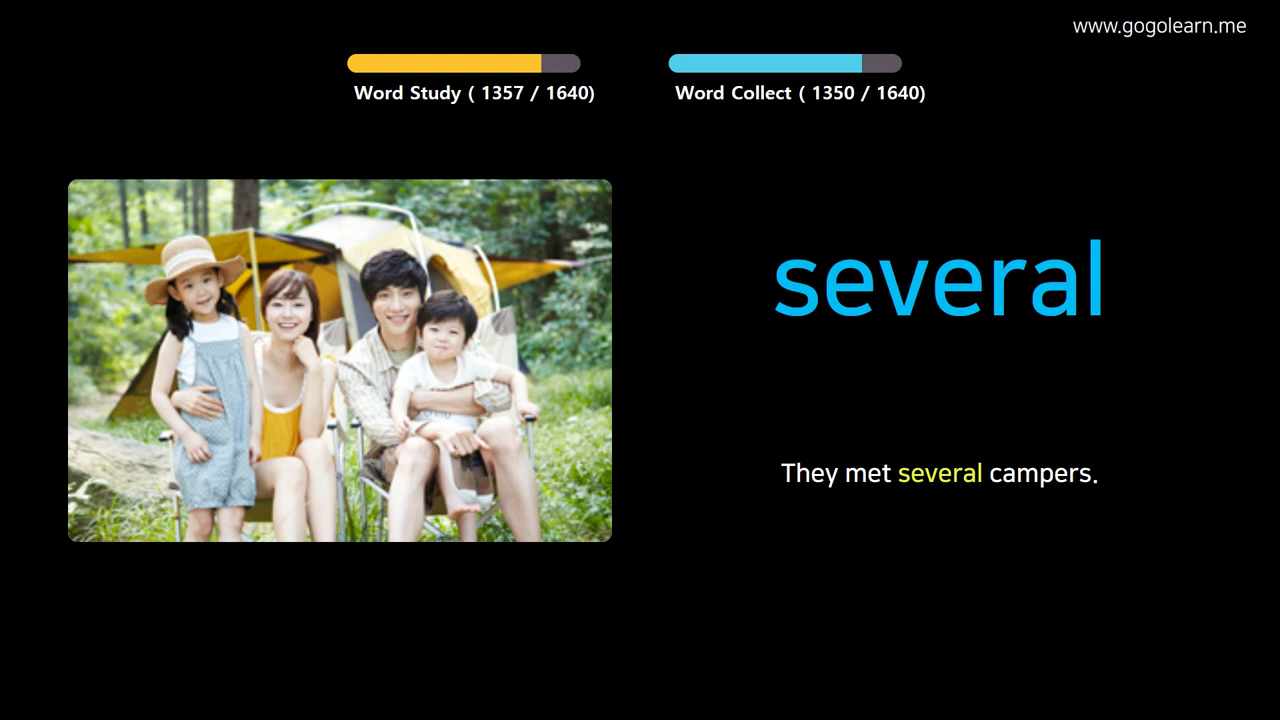 www.gogolearn.me
Word Study ( 1357 / 1640)
Word Collect ( 1350 / 1640)
several
They met several campers.